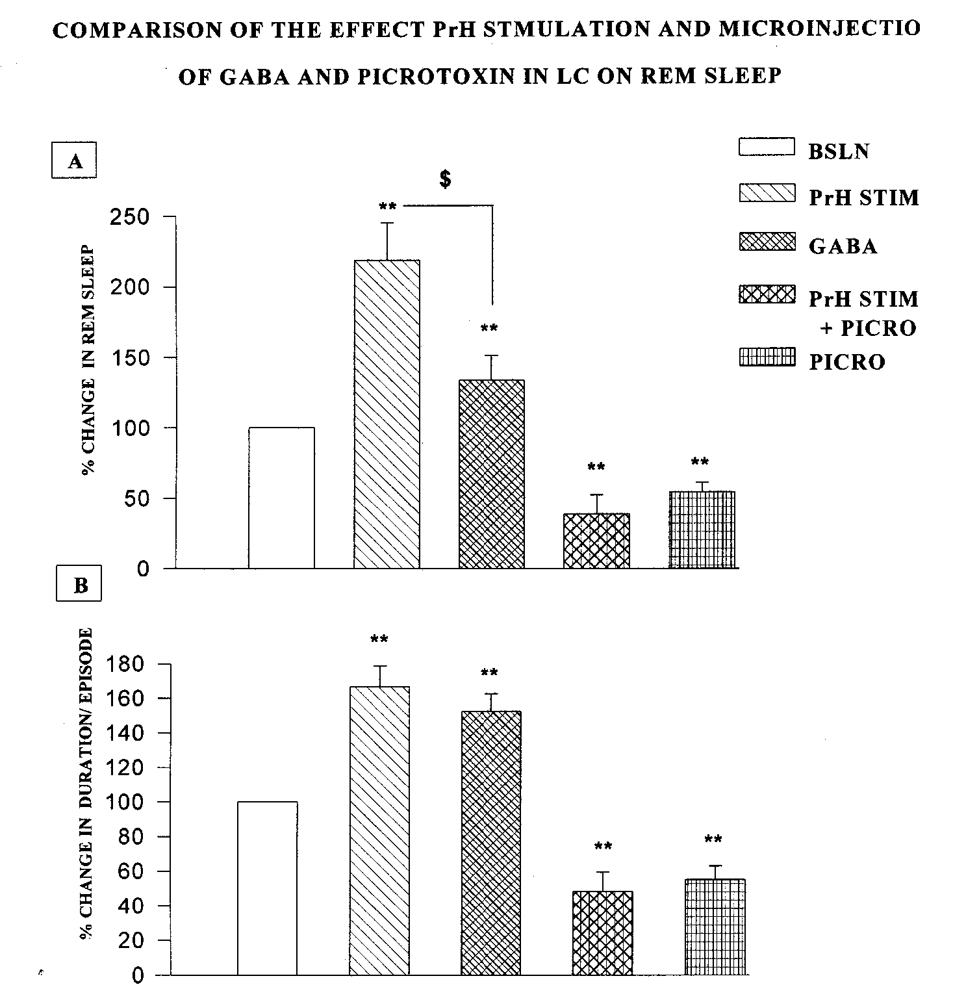 COMPARISON OF THE EFFECT PrH STMULATION AND MICROINJECTIO
OF GABA AND PICROTOXIN IN LC ON REM SLEEP
A
$
**
**
**
**
250
200
150
100
50
0
% CHANGE IN REM SLEEP
BSLN
PrH STIM
GABA
PrH STIM
+ PICRO
PICRO
B
**
**
**
**
180
160
140
120
100
80
60
40
20
0
% CHANGE IN DURATION/ EPISODE